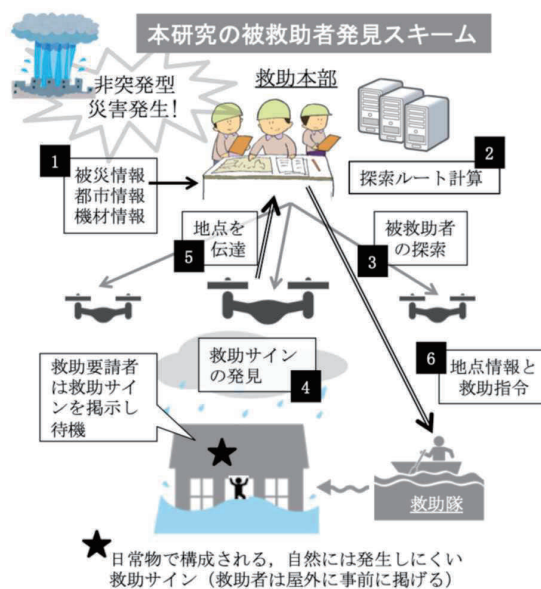 本研究の被救助者発見スキーム
非突発型
災害発生！
救助本部
1
被災情報
都市情報
機材情報
2
探索ルート計算
地点を
伝達
5
被救助者
の探索
3
救助サイン
の発見
4
救助要請者
は救助サイ
ンを掲示し
待機
6
地点情報と
救助指令
救助隊
★日常物で構成される，自然には発生しにくい
救助サイン（救助者は屋外に事前に掲げる）